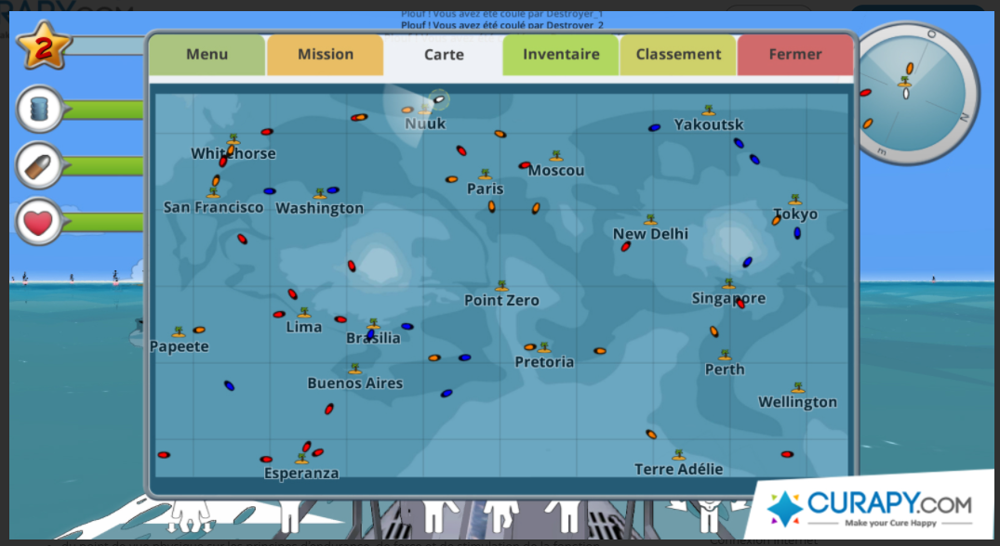 Plouf ! Vous avez été coulé par Destroyer_1
Plouf ! Vous avez été coulé par Destroyer_2
2
Menu
Mission
Carte
Inventaire
Classement
Fermer
O
N
Nuuk
Yakoutsk
Whitehorse
Moscou
Paris
San Francisco
Washington
Tokyo
New Delhi
Point Zero
Singapore
Lima
Brasilia
Papeete
Pretoria
Perth
Buenos Aires
Wellington
Esperanza
Terre Adélie
CURAPY.COM
Make your Cure Happy